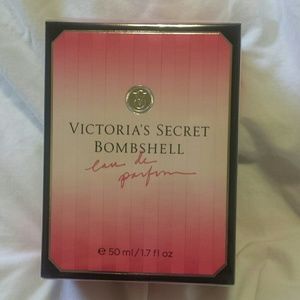 VICTORIA'S SECRET
BOMBSHELL
eau de
parfum
℮ 50 ml/1.7 fl oz